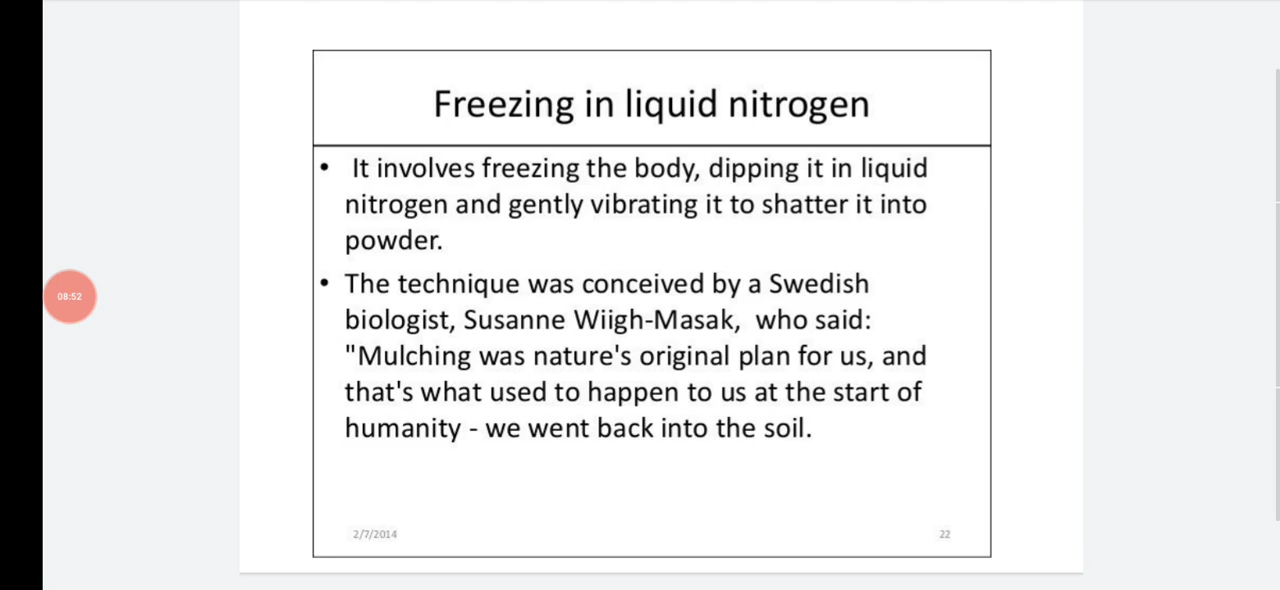 Freezing in liquid nitrogen
• It involves freezing the body, dipping it in liquid
nitrogen and gently vibrating it to shatter it into
powder.
• The technique was conceived by a Swedish
biologist, Susanne Wiigh-Masak,  who said:
"Mulching was nature's original plan for us, and
that's what used to happen to us at the start of
humanity - we went back into the soil.
08:52
2/7/2014
22